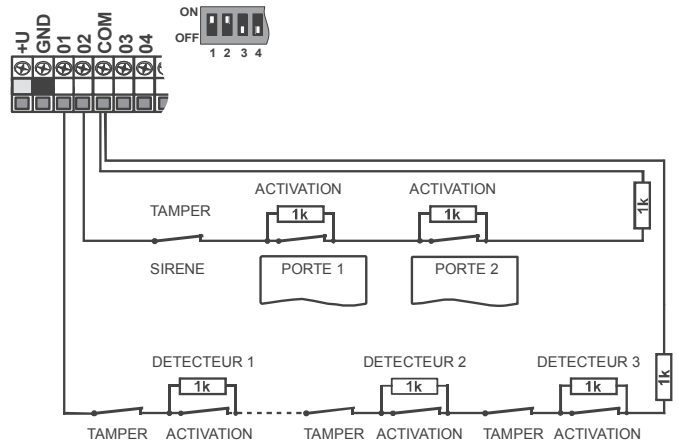 ON
OFF
1 2 3 4
+U
GND
01
02
COM
03
04
ACTIVATION ACTIVATION
1k 1k
1k
TAMPER
SIRENE PORTE 1 PORTE 2
DETECTEUR 1 DETECTEUR 2 DETECTEUR 3
1k 1k 1k
1k
TAMPER ACTIVATION TAMPER ACTIVATION TAMPER ACTIVATION